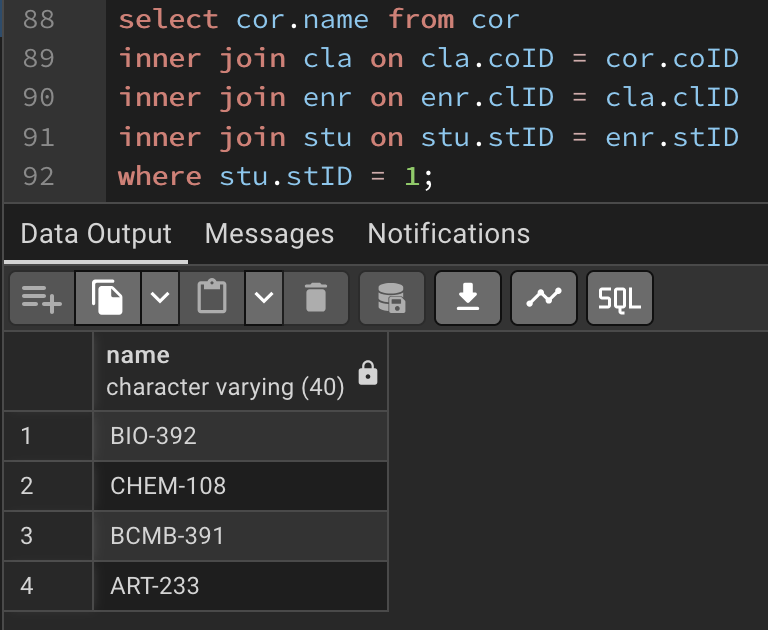 88 select cor.name from cor
89 inner join cla on cla.coID = cor.coID
90 inner join enr on enr.clID = cla.clID
91 inner join stu on stu.stID = enr.stID
92 where stu.stID = 1;
Data Output Messages Notifications
SQL
name
character varying (40)
1 BIO-392
2 CHEM-108
3 BCMB-391
4 ART-233